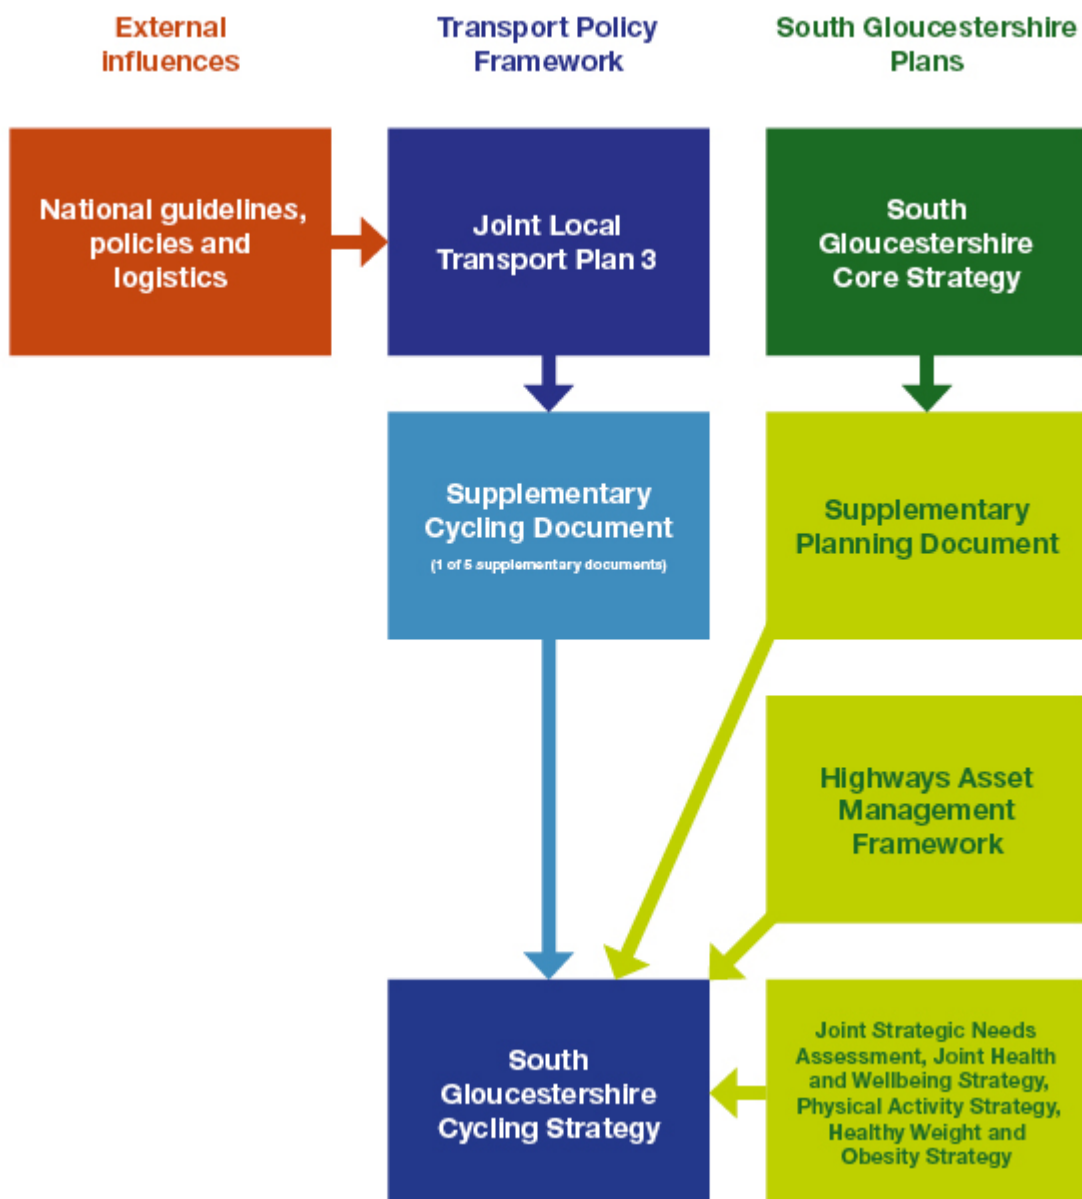 External
influences
Transport Policy
Framework
South Gloucestershire
Plans
National guidelines,
policies and
logistics
Joint Local
Transport Plan 3
South
Gloucestershire
Core Strategy
Supplementary
Cycling Document
(1 of 5 supplementary documents)
Supplementary
Planning Document
Highways Asset
Management
Framework
South
Gloucestershire
Cycling Strategy
Joint Strategic Needs
Assessment, Joint Health
and Wellbeing Strategy,
Physical Activity Strategy,
Healthy Weight and
Obesity Strategy